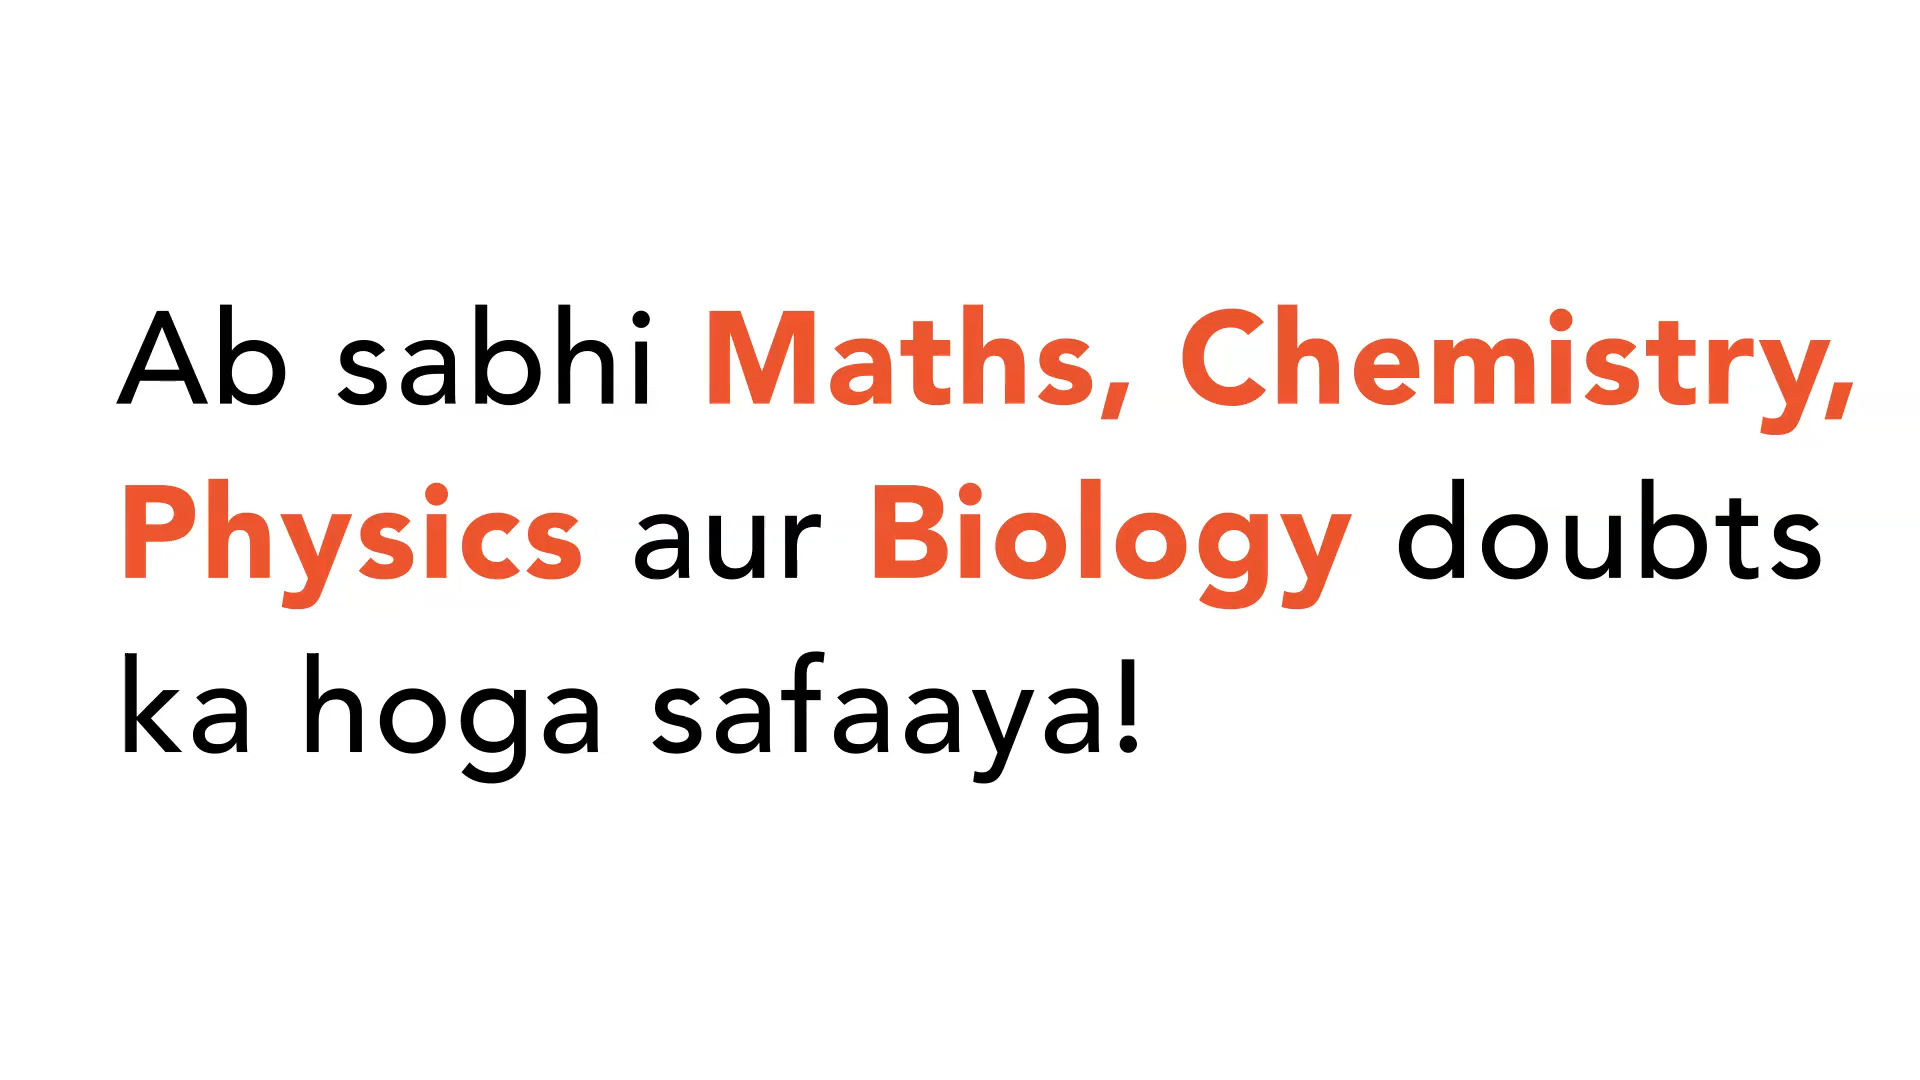 Ab sabhi Maths, Chemistry,
Physics aur Biology doubts
ka hoga safaaya!